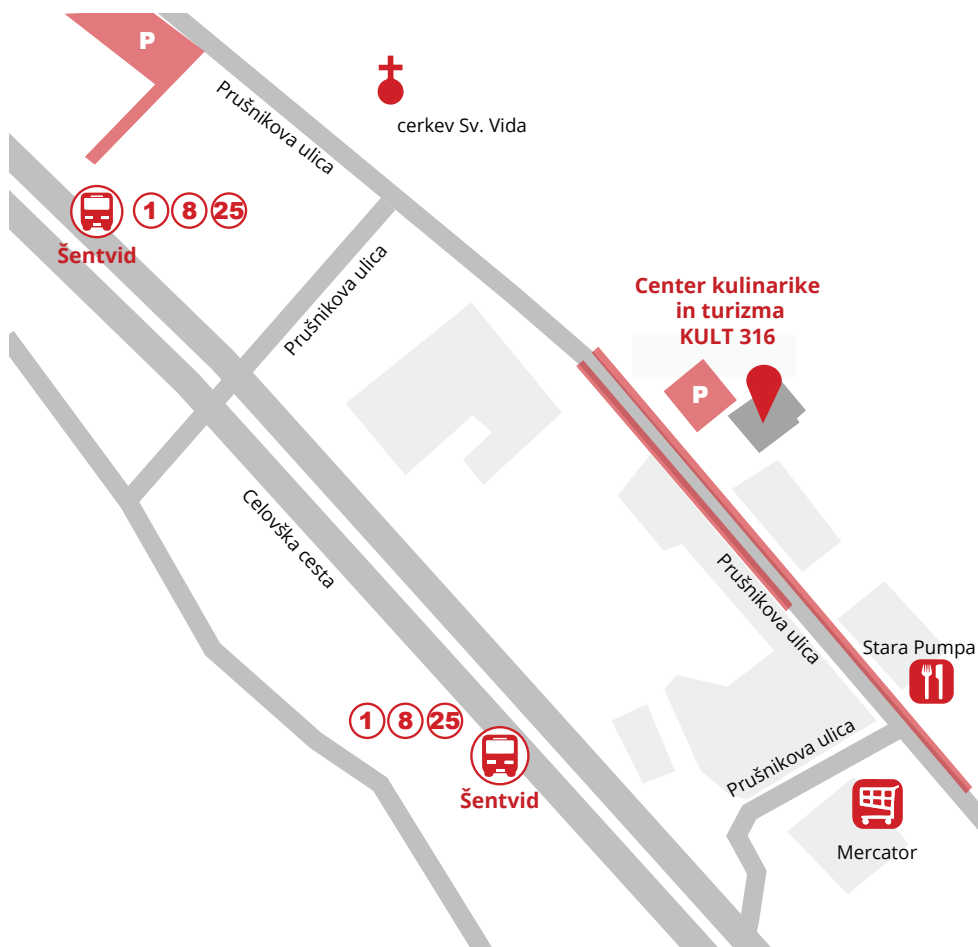 P
Prušnikova ulica
cerkev Sv. Vida
1 8 25
Šentvid
Prušnikova ulica
Center kulinarike
in turizma
KULT 316
P
Celovška cesta
Prušnikova ulica
Stara Pumpa
1 8 25
Šentvid
Prušnikova ulica
Mercator